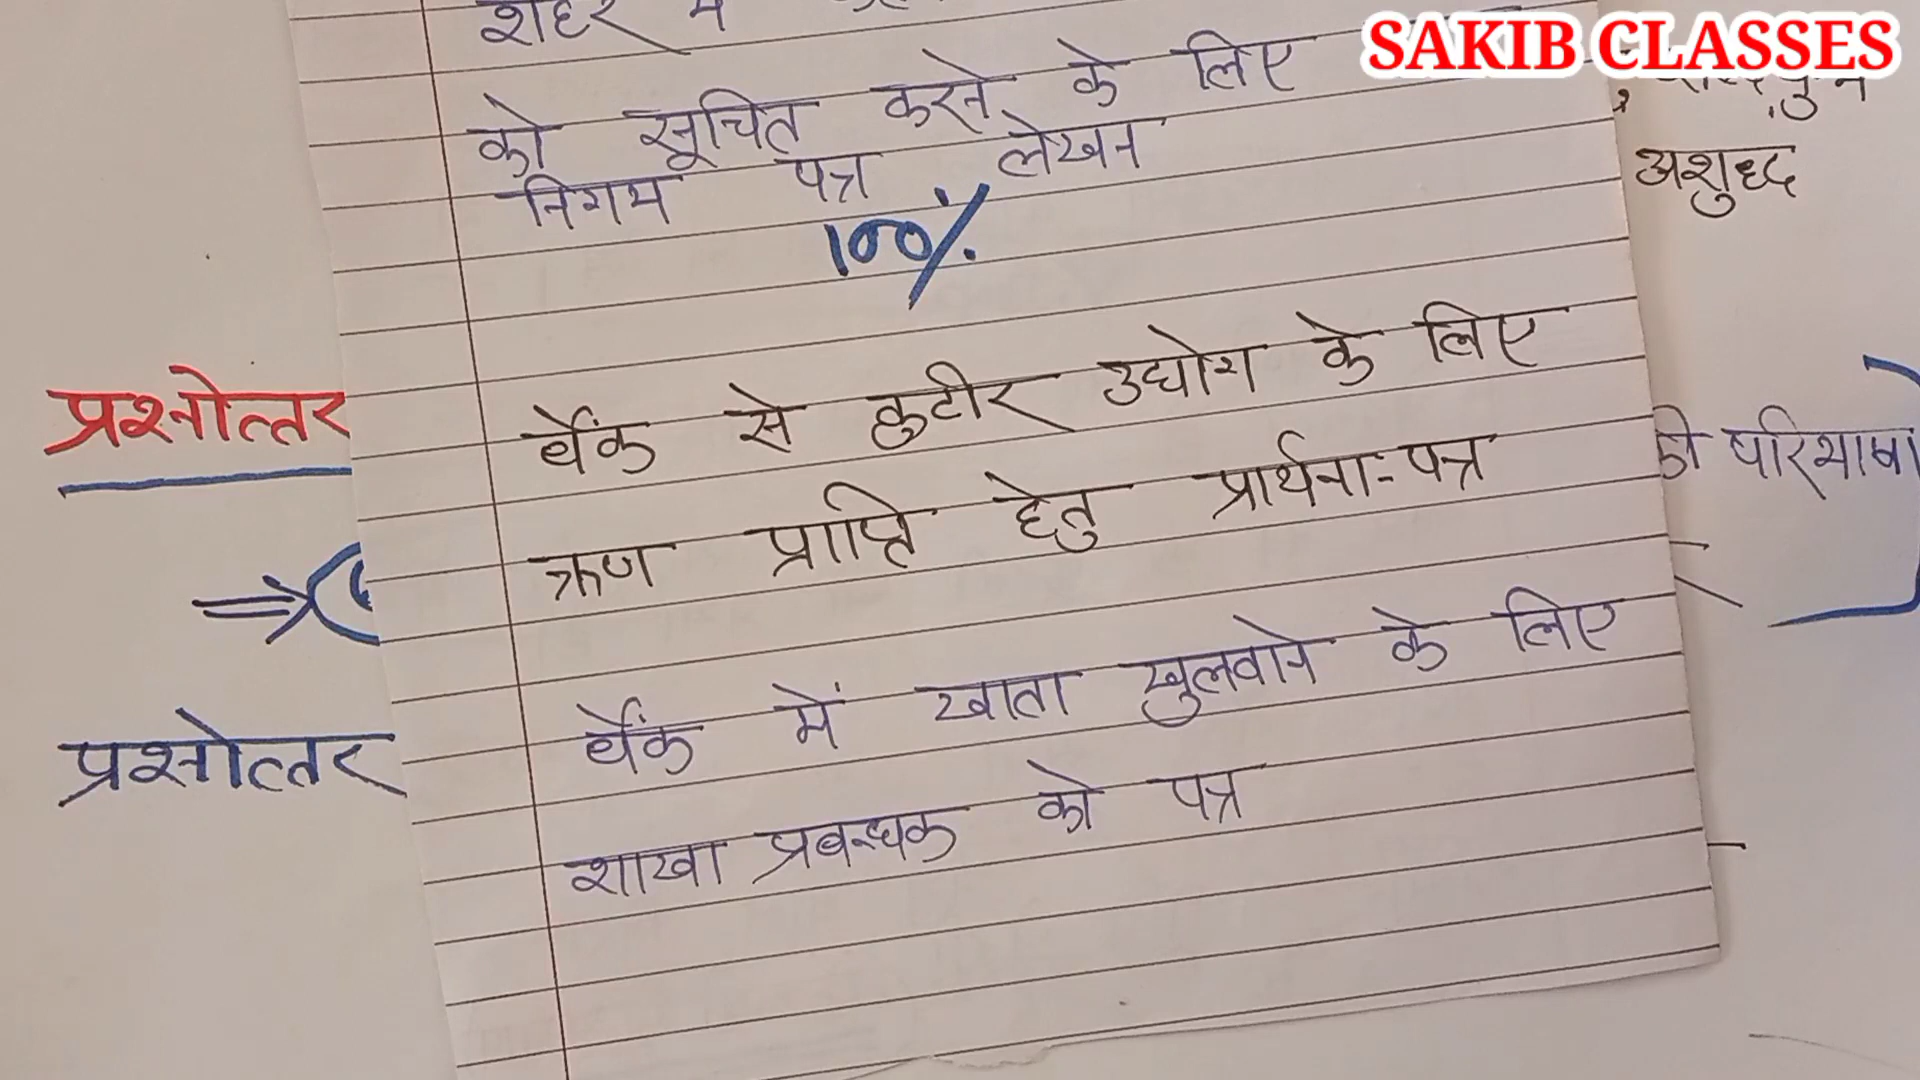 SAKIB CLASSES
शहर में
को सूचित करने के लिए
निगम पत्र लेखन
100%
अशुद्ध
बैंक से कुटीर उद्योग के लिए
ऋण प्राप्ति हेतु प्रार्थना-पत्र
प्रश्नोत्तर
की परिभाषा
बैंक में खाता खुलवाने के लिए
शाखा प्रबन्धक को पत्र
प्रश्नोत्तर